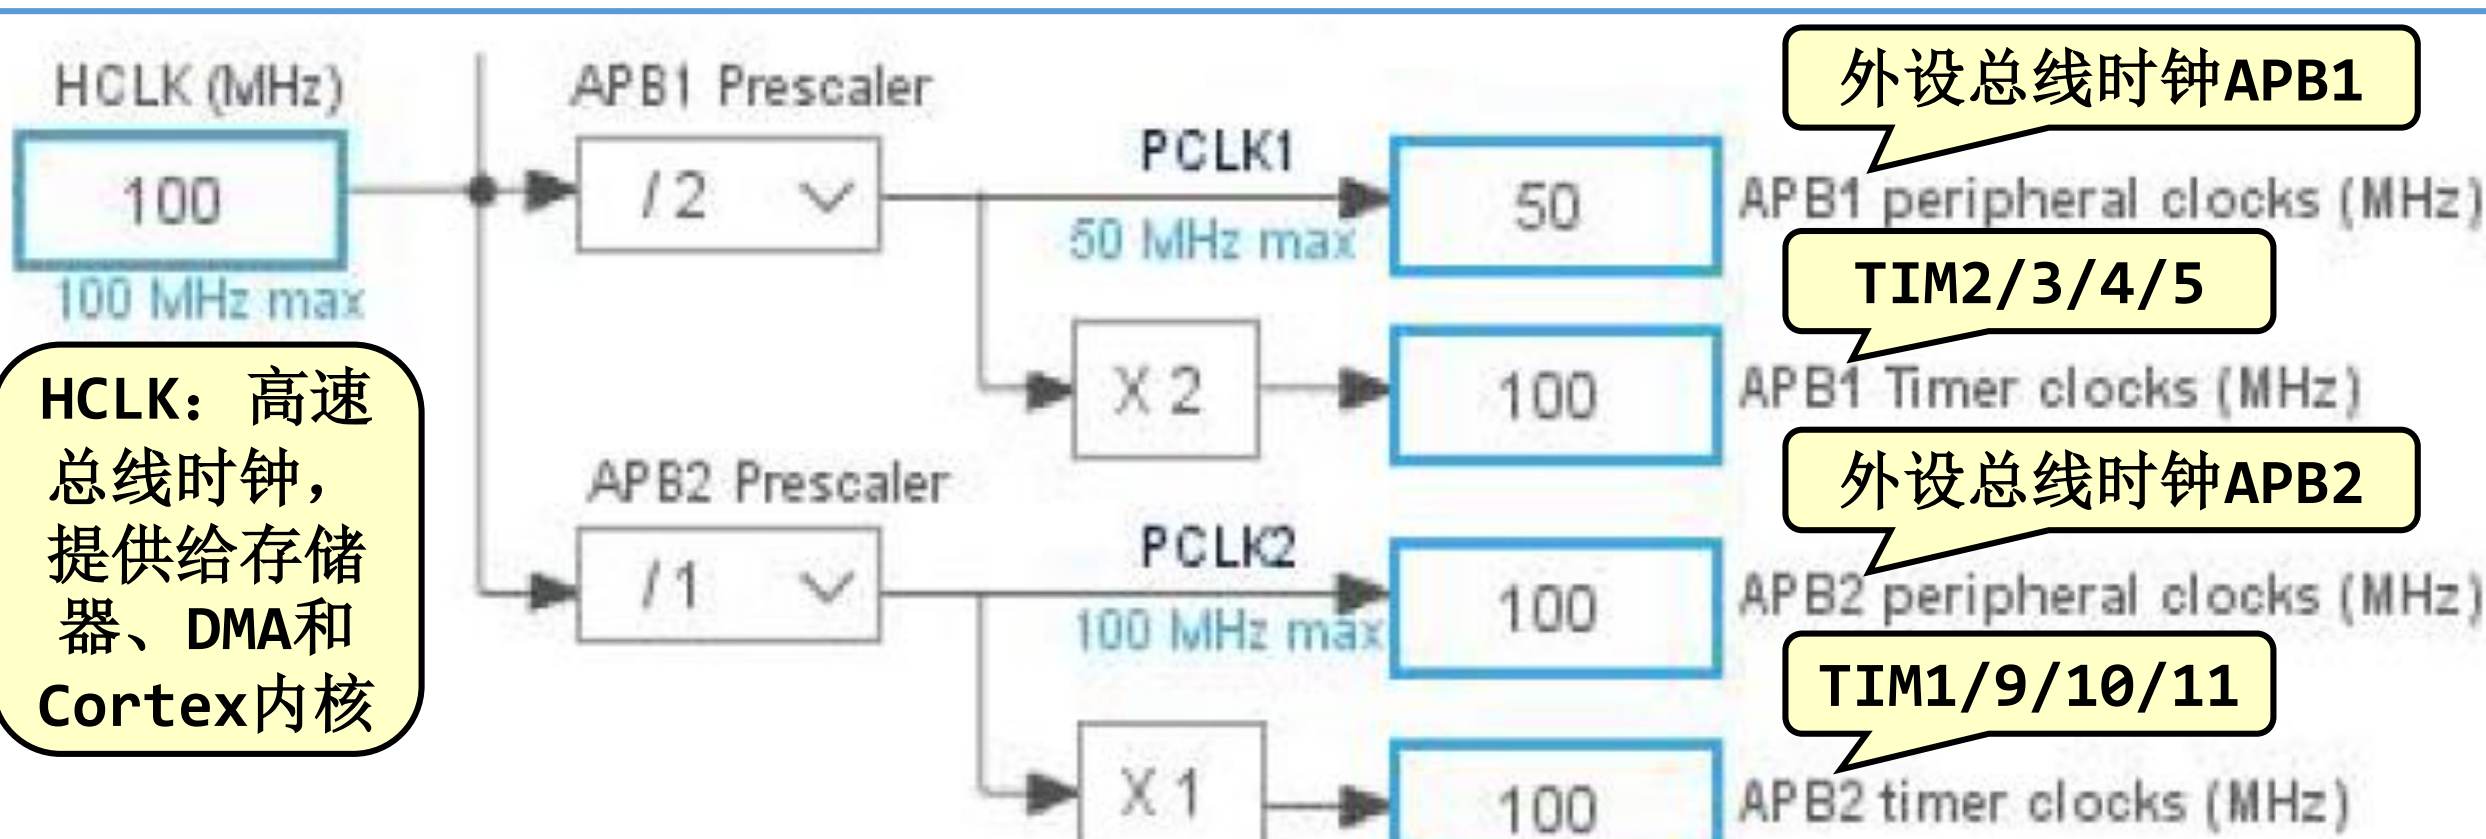 HCLK (MHz)
100
100 MHz max
HCLK：高速
总线时钟，
提供给存储
器、DMA和
Cortex内核
APB1 Prescaler
/ 2
PCLK1
50 MHz max
50
外设总线时钟APB1
APB1 peripheral clocks (MHz)
TIM2/3/4/5
X 2
100
APB1 Timer clocks (MHz)
APB2 Prescaler
/ 1
PCLK2
100 MHz max
100
外设总线时钟APB2
APB2 peripheral clocks (MHz)
TIM1/9/10/11
X 1
100
APB2 timer clocks (MHz)